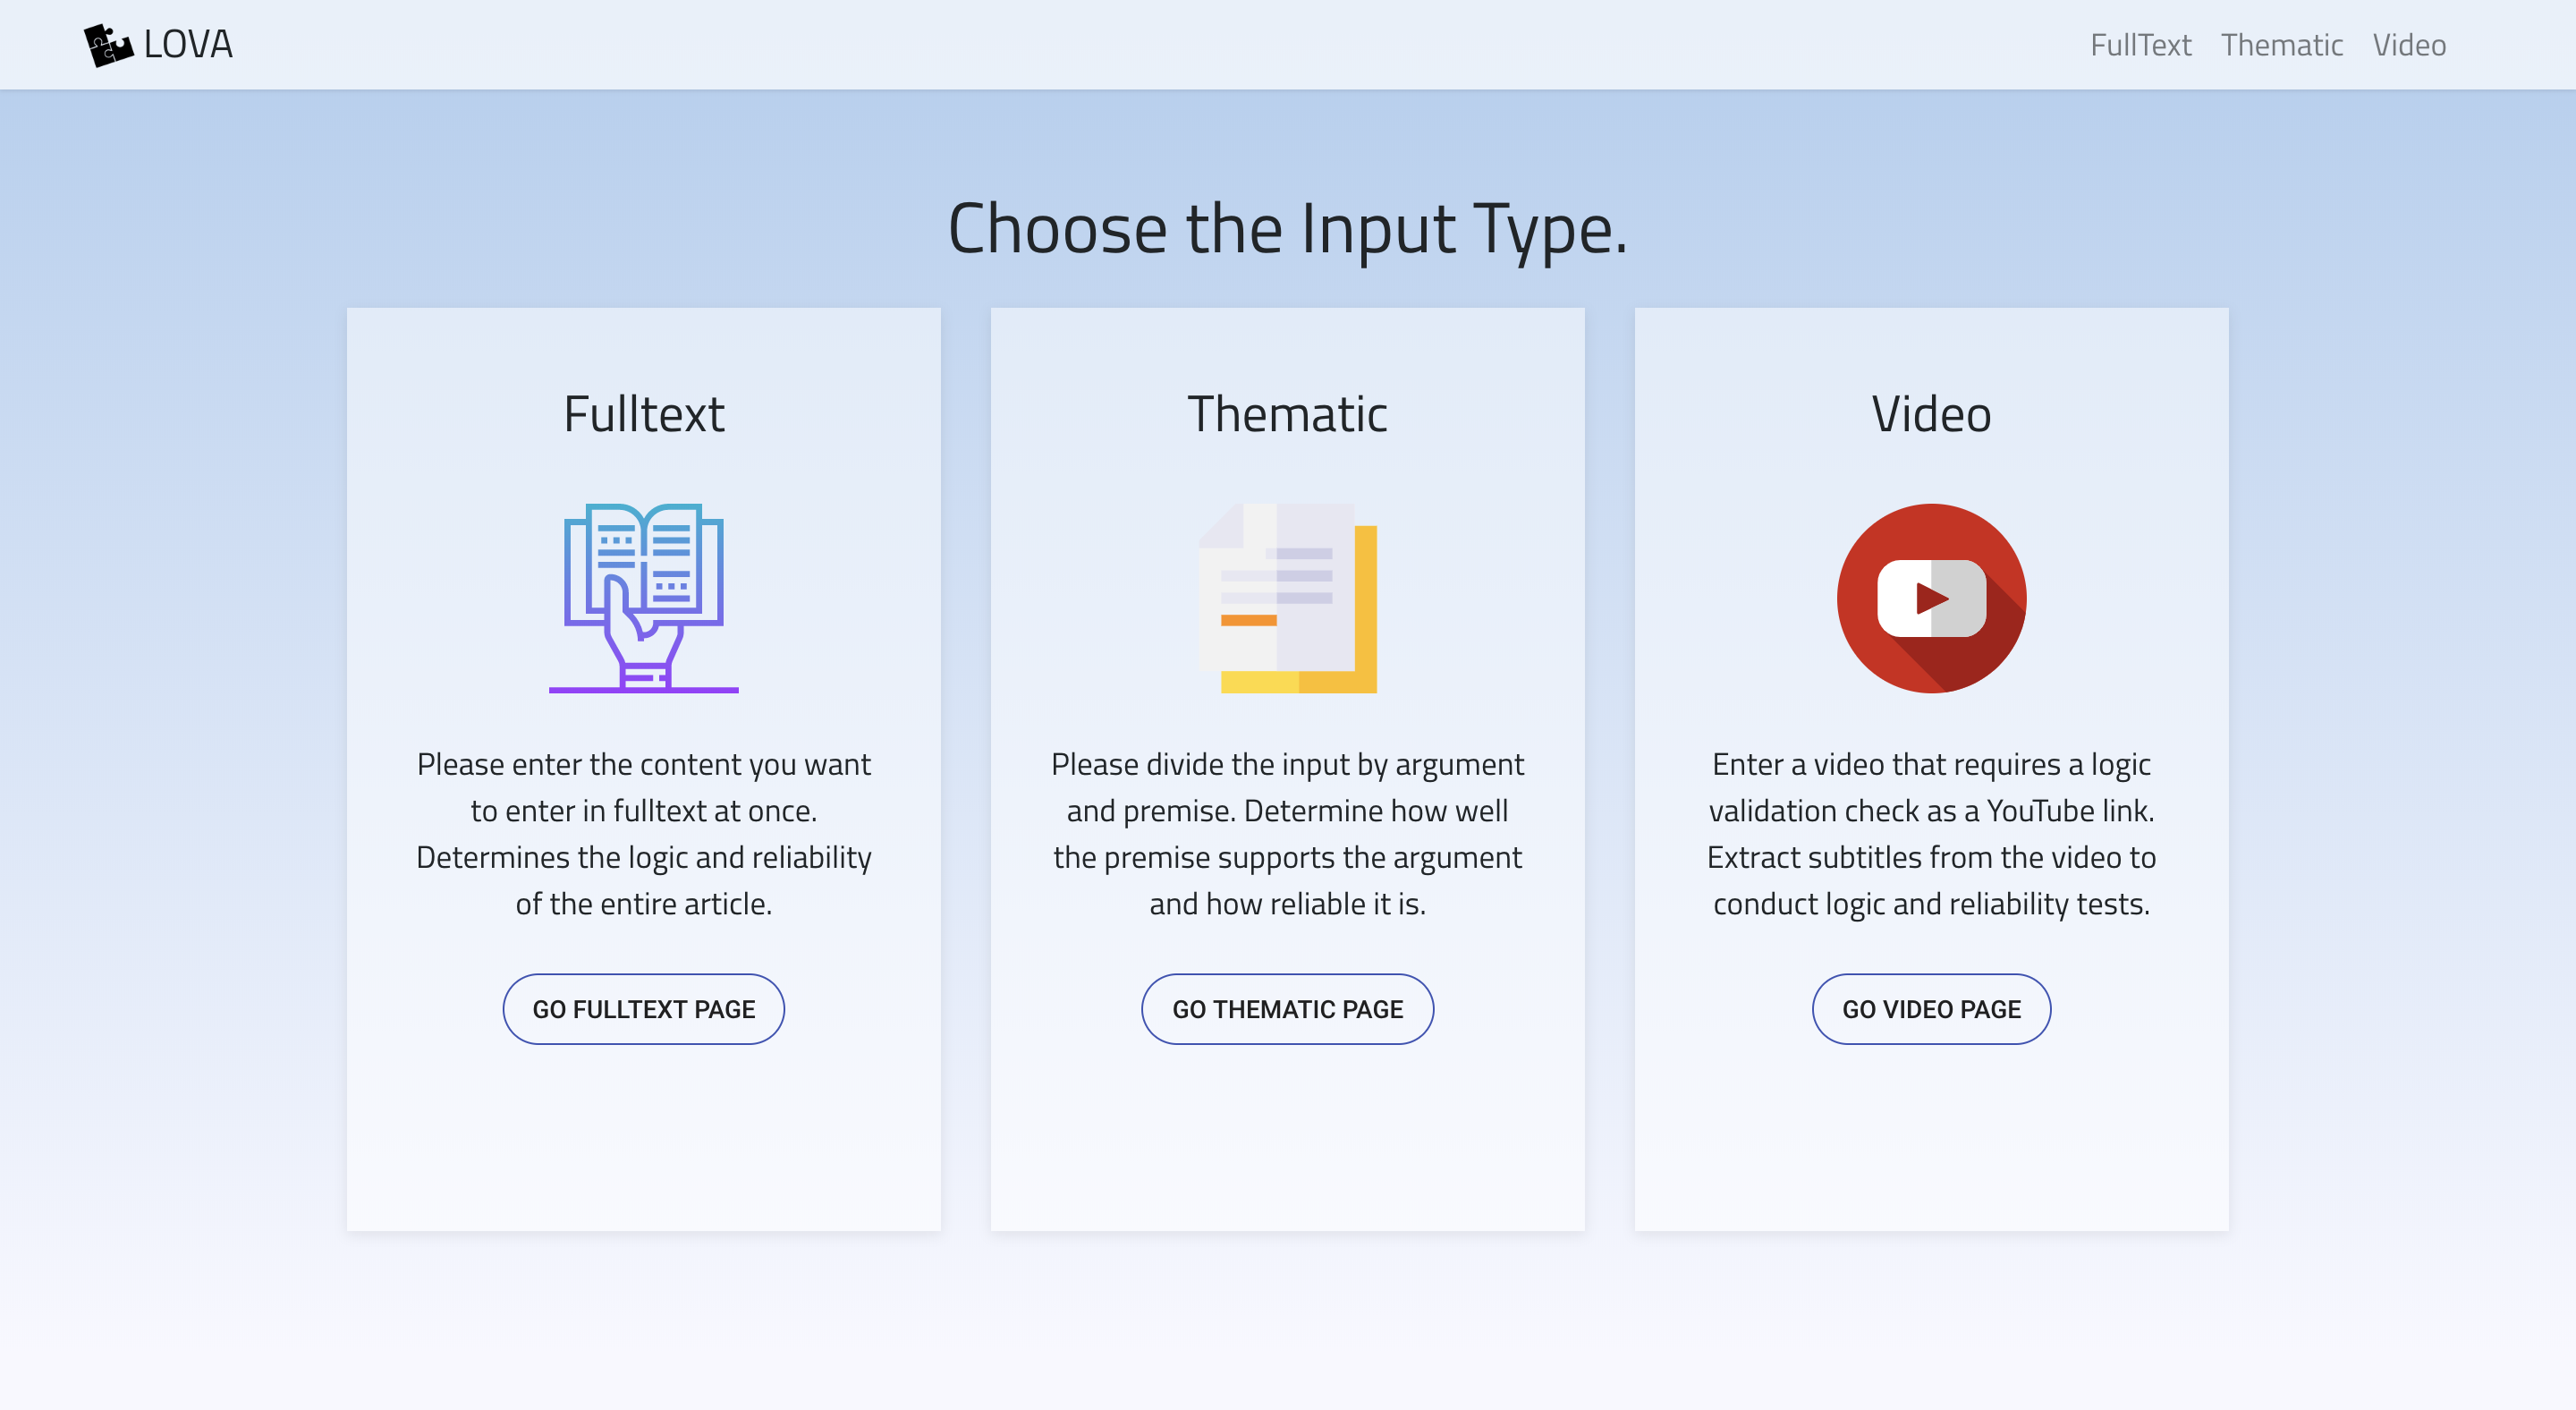 LOVA
FullText Thematic Video
Choose the Input Type.
Fulltext
Please enter the content you want
to enter in fulltext at once.
Determines the logic and reliability
of the entire article.
GO FULLTEXT PAGE
Thematic
Please divide the input by argument
and premise. Determine how well
the premise supports the argument
and how reliable it is.
GO THEMATIC PAGE
Video
Enter a video that requires a logic
validation check as a YouTube link.
Extract subtitles from the video to
conduct logic and reliability tests.
GO VIDEO PAGE